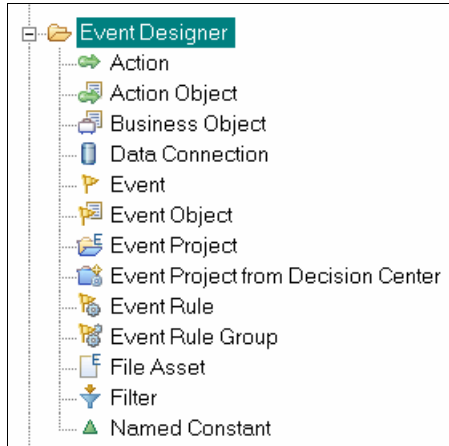 Event Designer
Action
Action Object
Business Object
Data Connection
Event
Event Object
Event Project
Event Project from Decision Center
Event Rule
Event Rule Group
File Asset
Filter
Named Constant